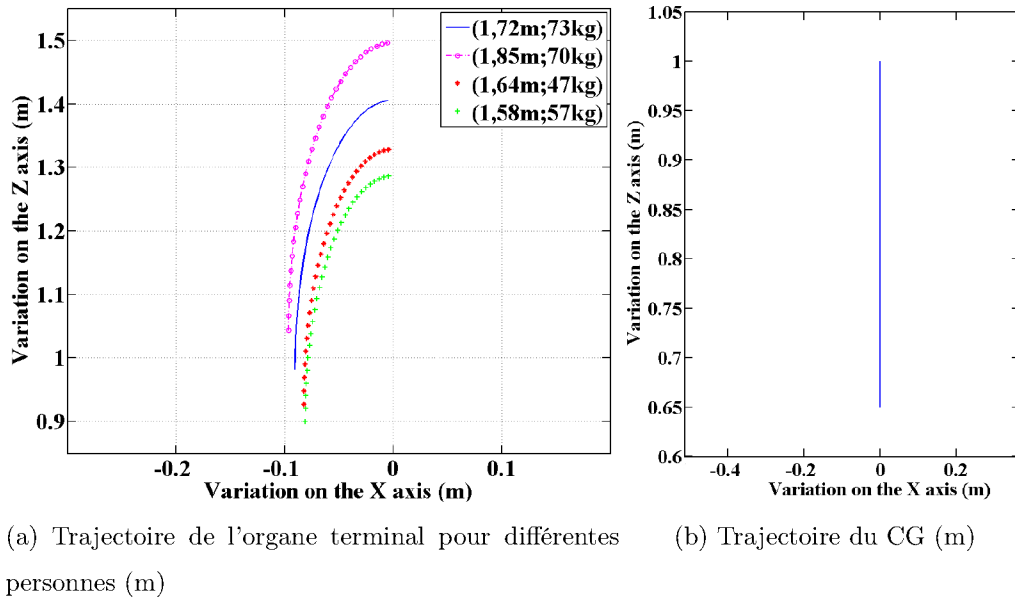 (1,72m;73kg)
(1,85m;70kg)
(1,64m;47kg)
(1,58m;57kg)
1.5
1.4
1.3
1.2
1.1
1
0.9
Variation on the Z axis (m)
-0.2 -0.1 0 0.1
Variation on the X axis (m)
1.05
1
0.95
0.9
0.85
0.8
0.75
0.7
0.65
0.6
Variation on the Z axis (m)
-0.4 -0.2 0 0.2
Variation on the X axis (m)
(a) Trajectoire de l'organe terminal pour différentes
personnes (m)
(b) Trajectoire du CG (m)